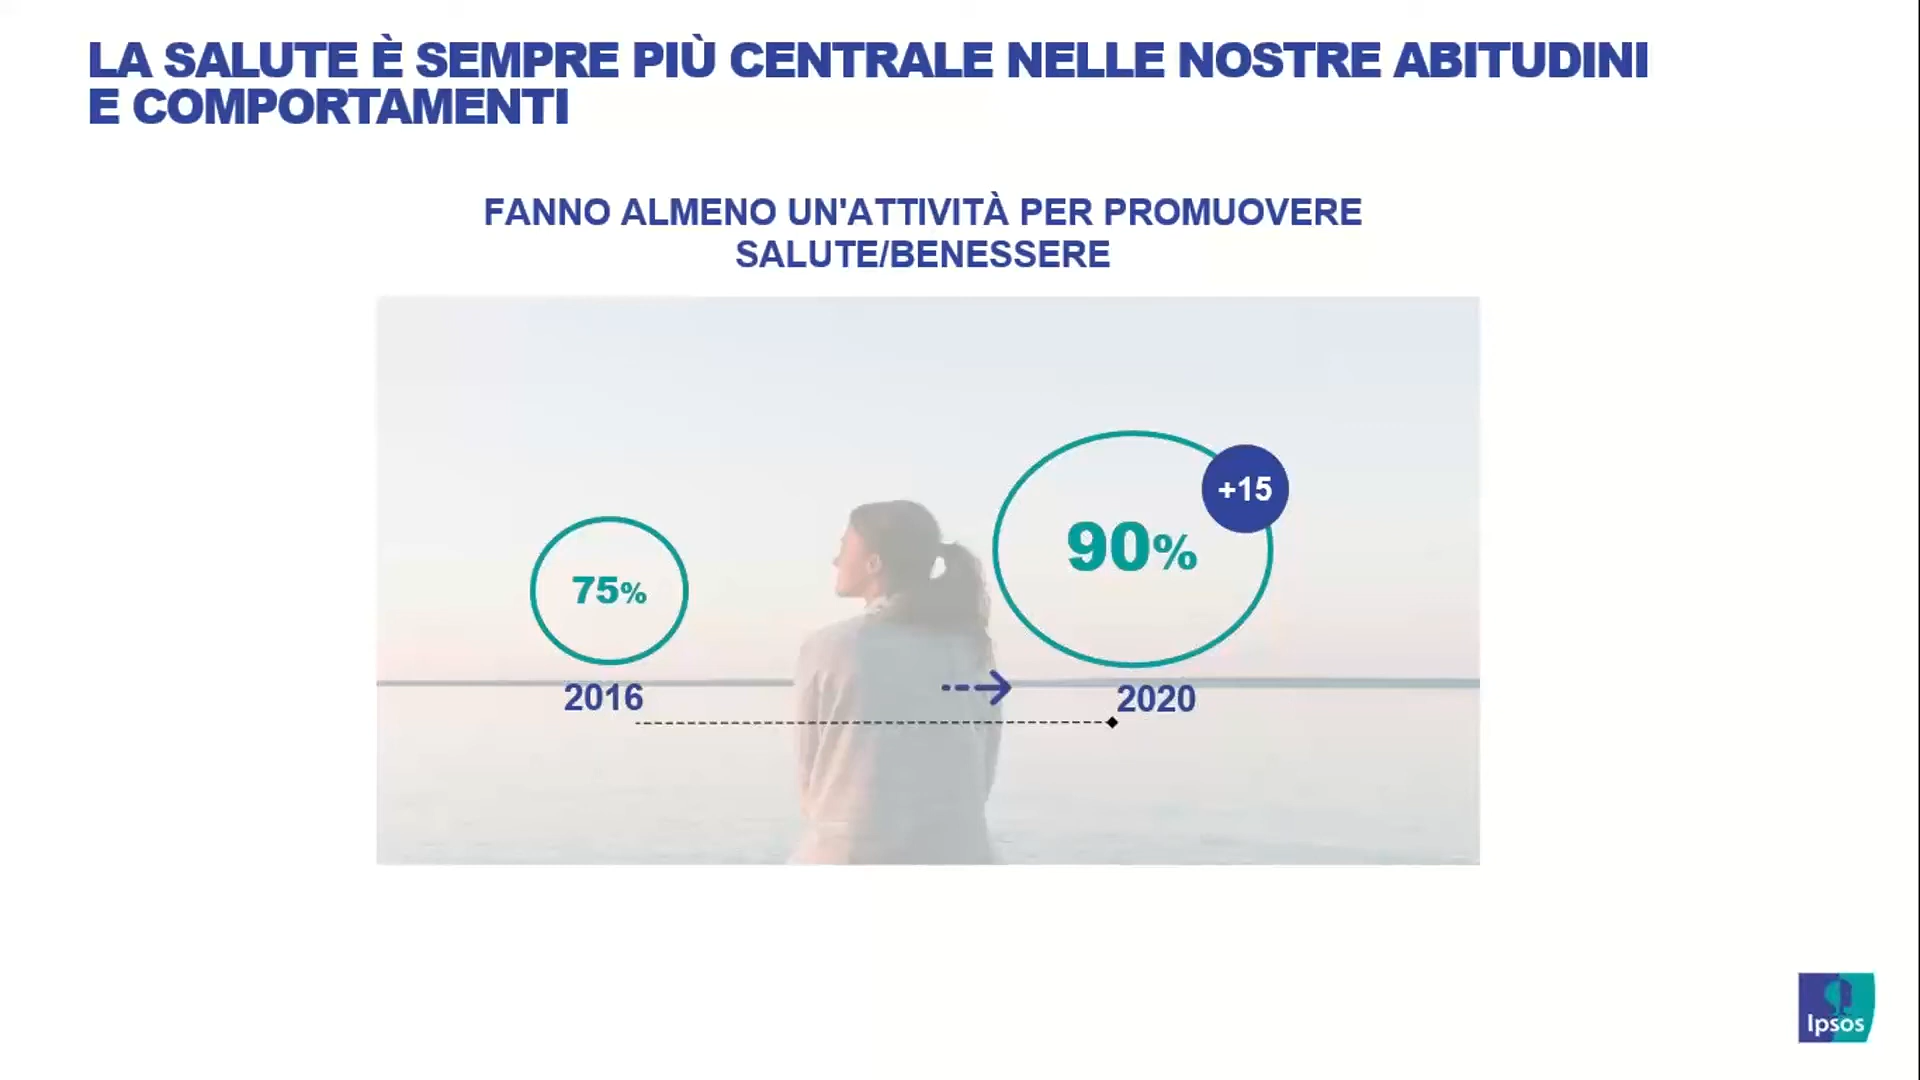 LA SALUTE È SEMPRE PIÙ CENTRALE NELLE NOSTRE ABITUDINI
E COMPORTAMENTI
FANNO ALMENO UN'ATTIVITÀ PER PROMUOVERE
SALUTE/BENESSERE
+15
90%
75%
2016
2020
Ipsos